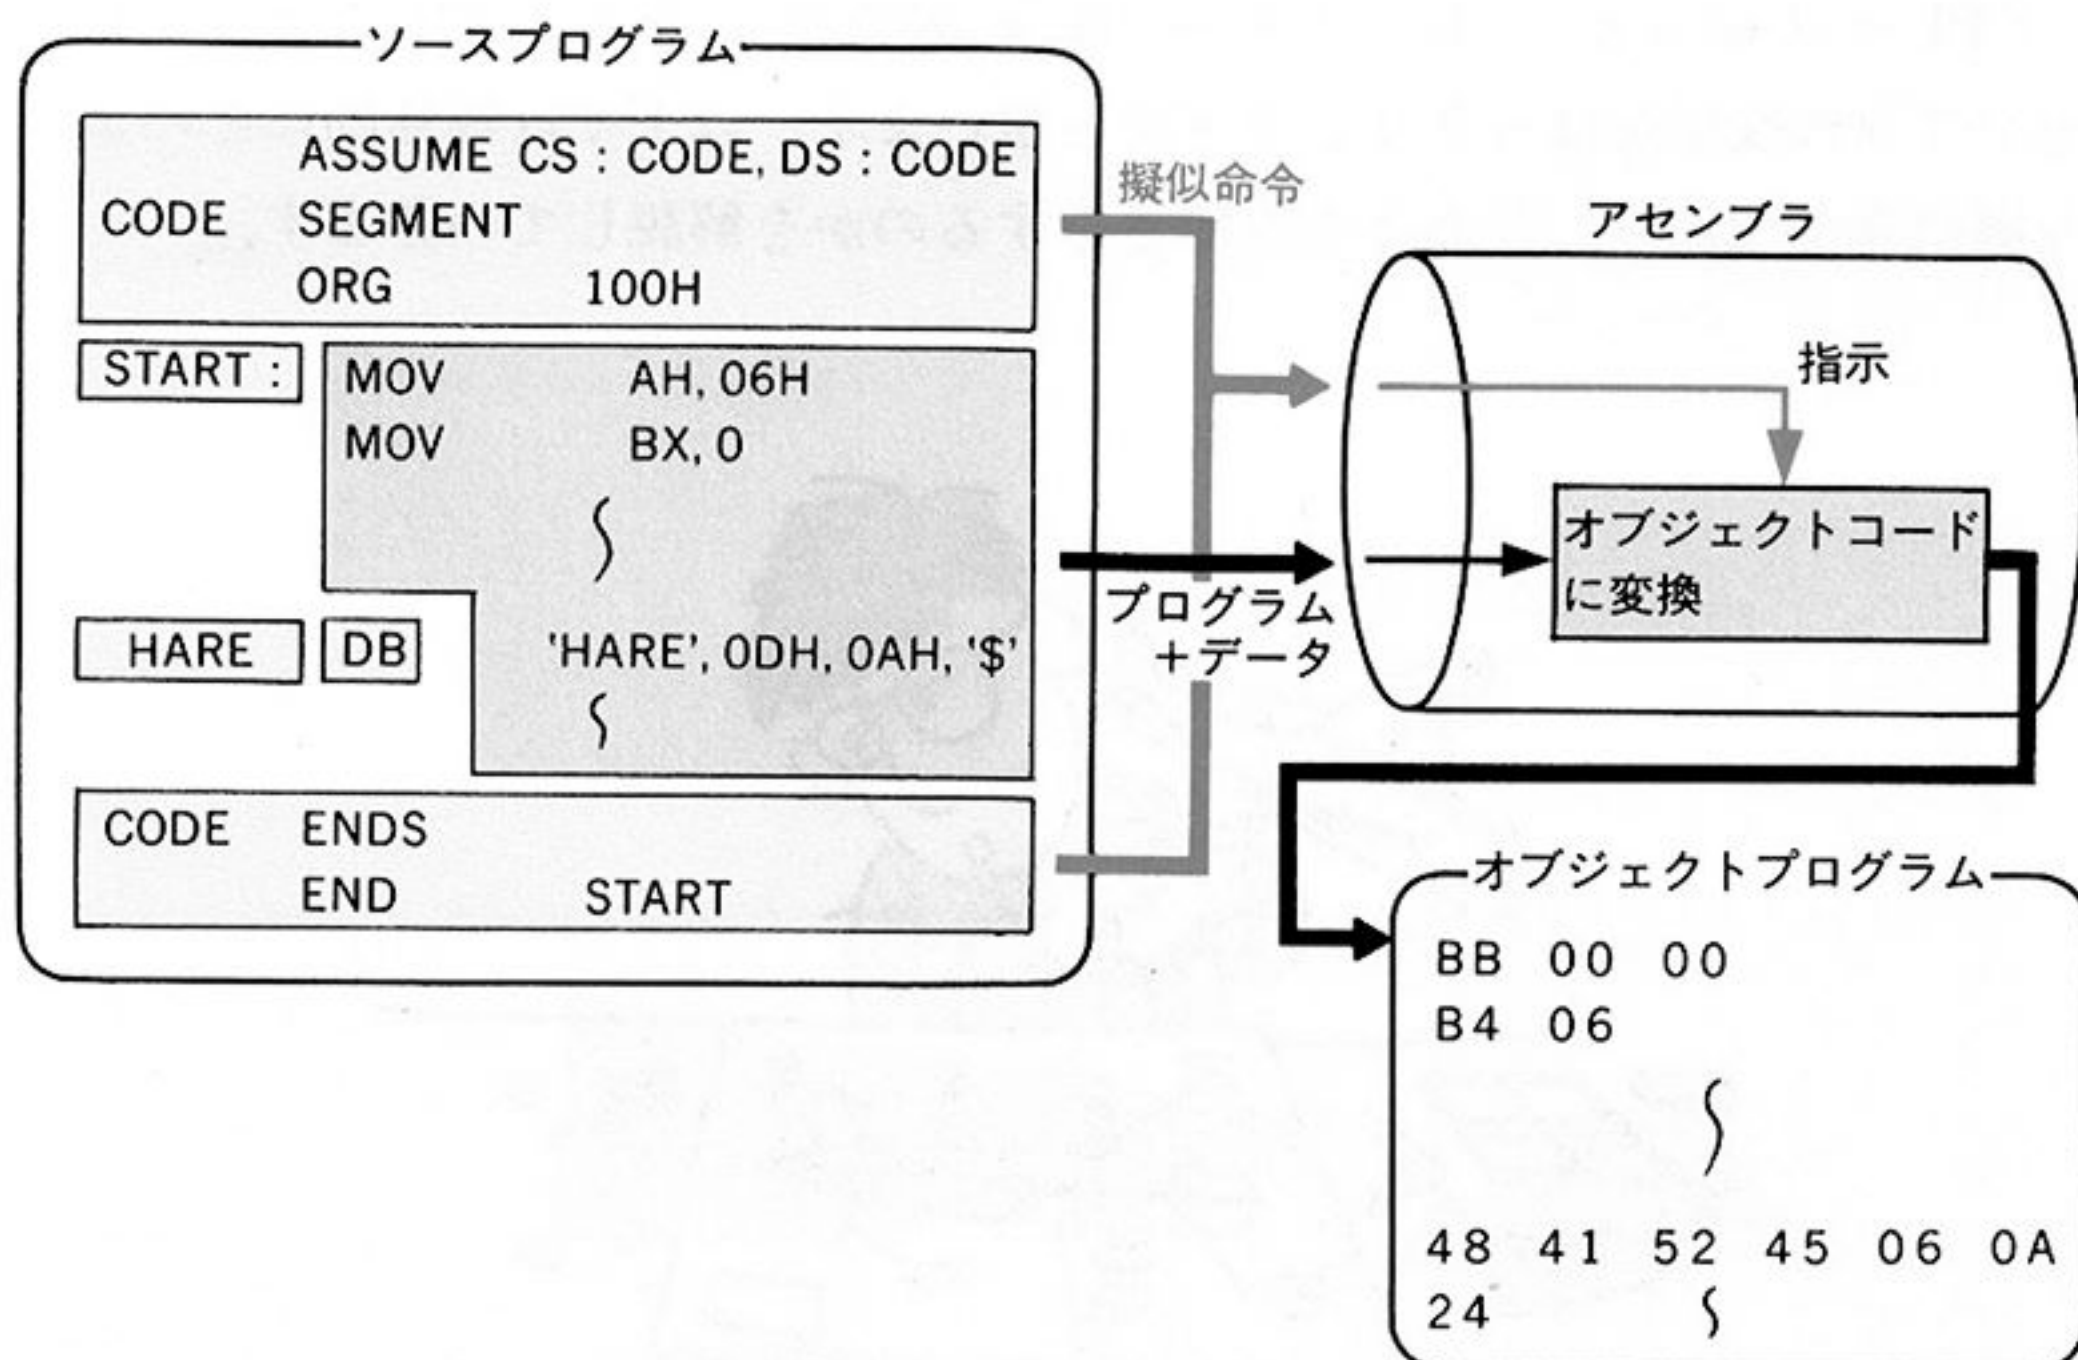 ソースプログラム
ASSUME CS : CODE, DS : CODE
CODE SEGMENT
ORG 100H
START : MOV AH, 06H
MOV BX, 0
HARE DB 'HARE', 0DH, 0AH, '$'
CODE ENDS
END START
擬似命令
プログラム
+データ
アセンブラ
指示
オブジェクトコード
に変換
オブジェクトプログラム
BB 00 00
B4 06
48 41 52 45 06 0A
24